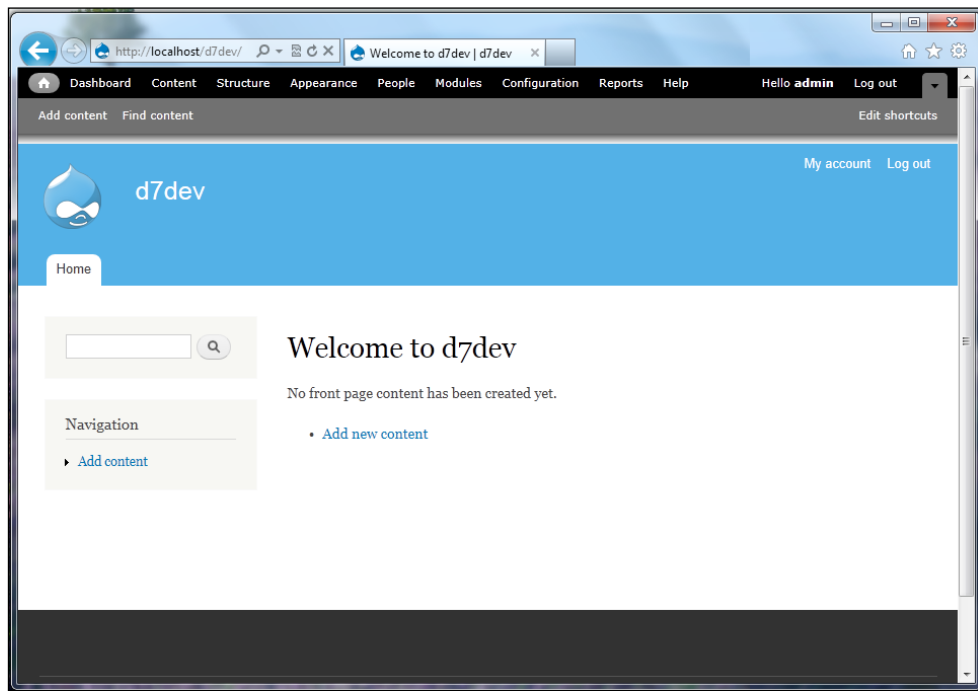 http://localhost/d7dev/ Welcome to d7dev | d7dev
Dashboard Content Structure Appearance People Modules Configuration Reports Help Hello admin Log out
Add content Find content Edit shortcuts
My account Log out
d7dev
Home
Welcome to d7dev
No front page content has been created yet.
• Add new content
Navigation
Add content